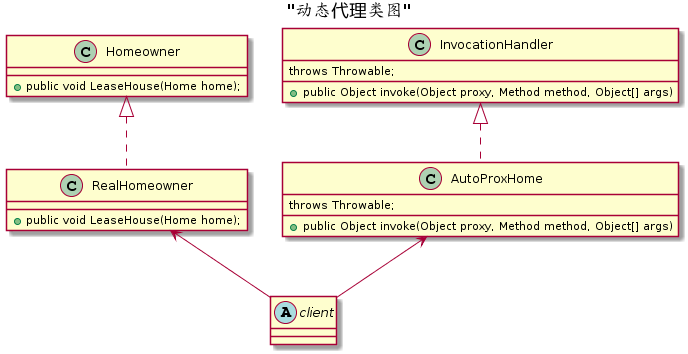 "动态代理类图"
C Homeowner
+ public void LeaseHouse(Home home);
C InvocationHandler
throws Throwable;
public Object invoke(Object proxy, Method method, Object[] args)
C RealHomeowner
public void LeaseHouse(Home home);
C AutoProxHome
throws Throwable;
public Object invoke(Object proxy, Method method, Object[] args)
A client